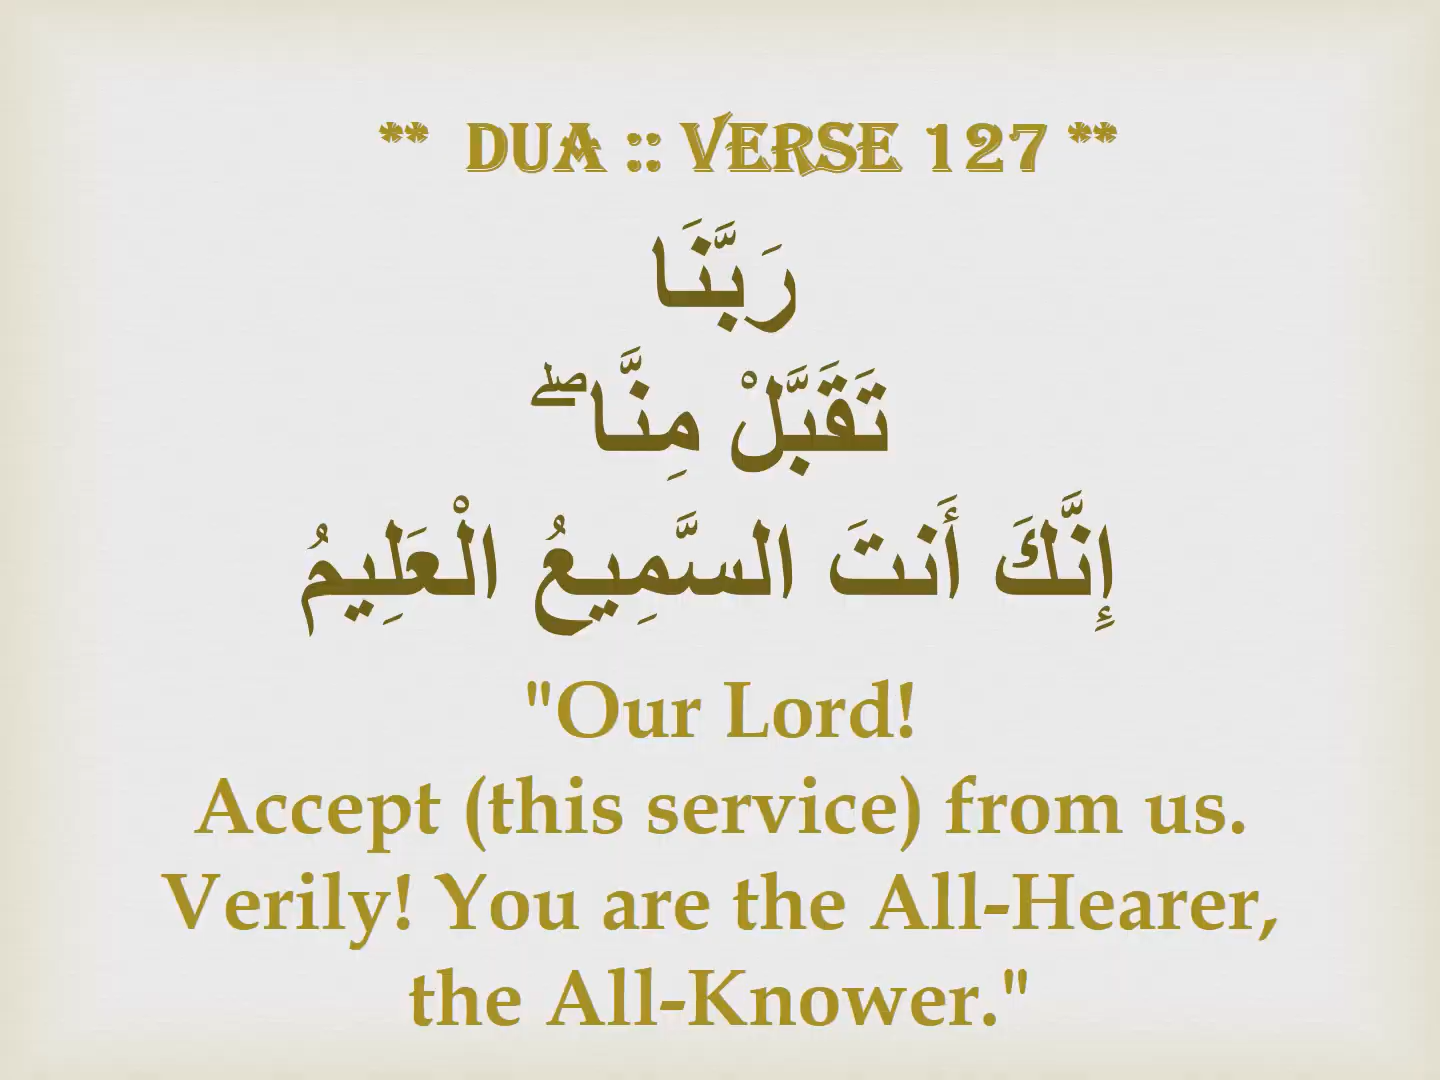 ** DUA :: VERSE 127 **
رَبَّنَا
تَقَبَّلْ مِنَّا ۖ
إِنَّكَ أَنتَ السَّمِيعُ الْعَلِيمُ
"Our Lord!
Accept (this service) from us.
Verily! You are the All-Hearer,
the All-Knower."